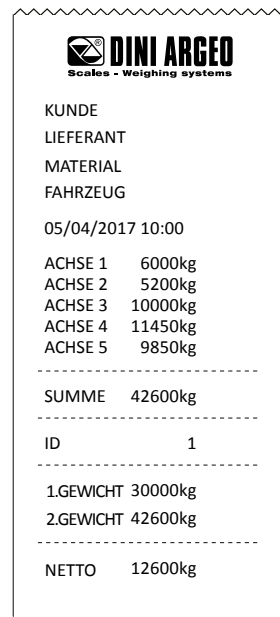 DINI ARGEO
Scales - Weighing systems
KUNDE
LIEFERANT
MATERIAL
FAHRZEUG
05/04/2017 10:00
ACHSE 1 6000kg
ACHSE 2 5200kg
ACHSE 3 10000kg
ACHSE 4 11450kg
ACHSE 5 9850kg
SUMME 42600kg
ID 1
1.GEWICHT 30000kg
2.GEWICHT 42600kg
NETTO 12600kg